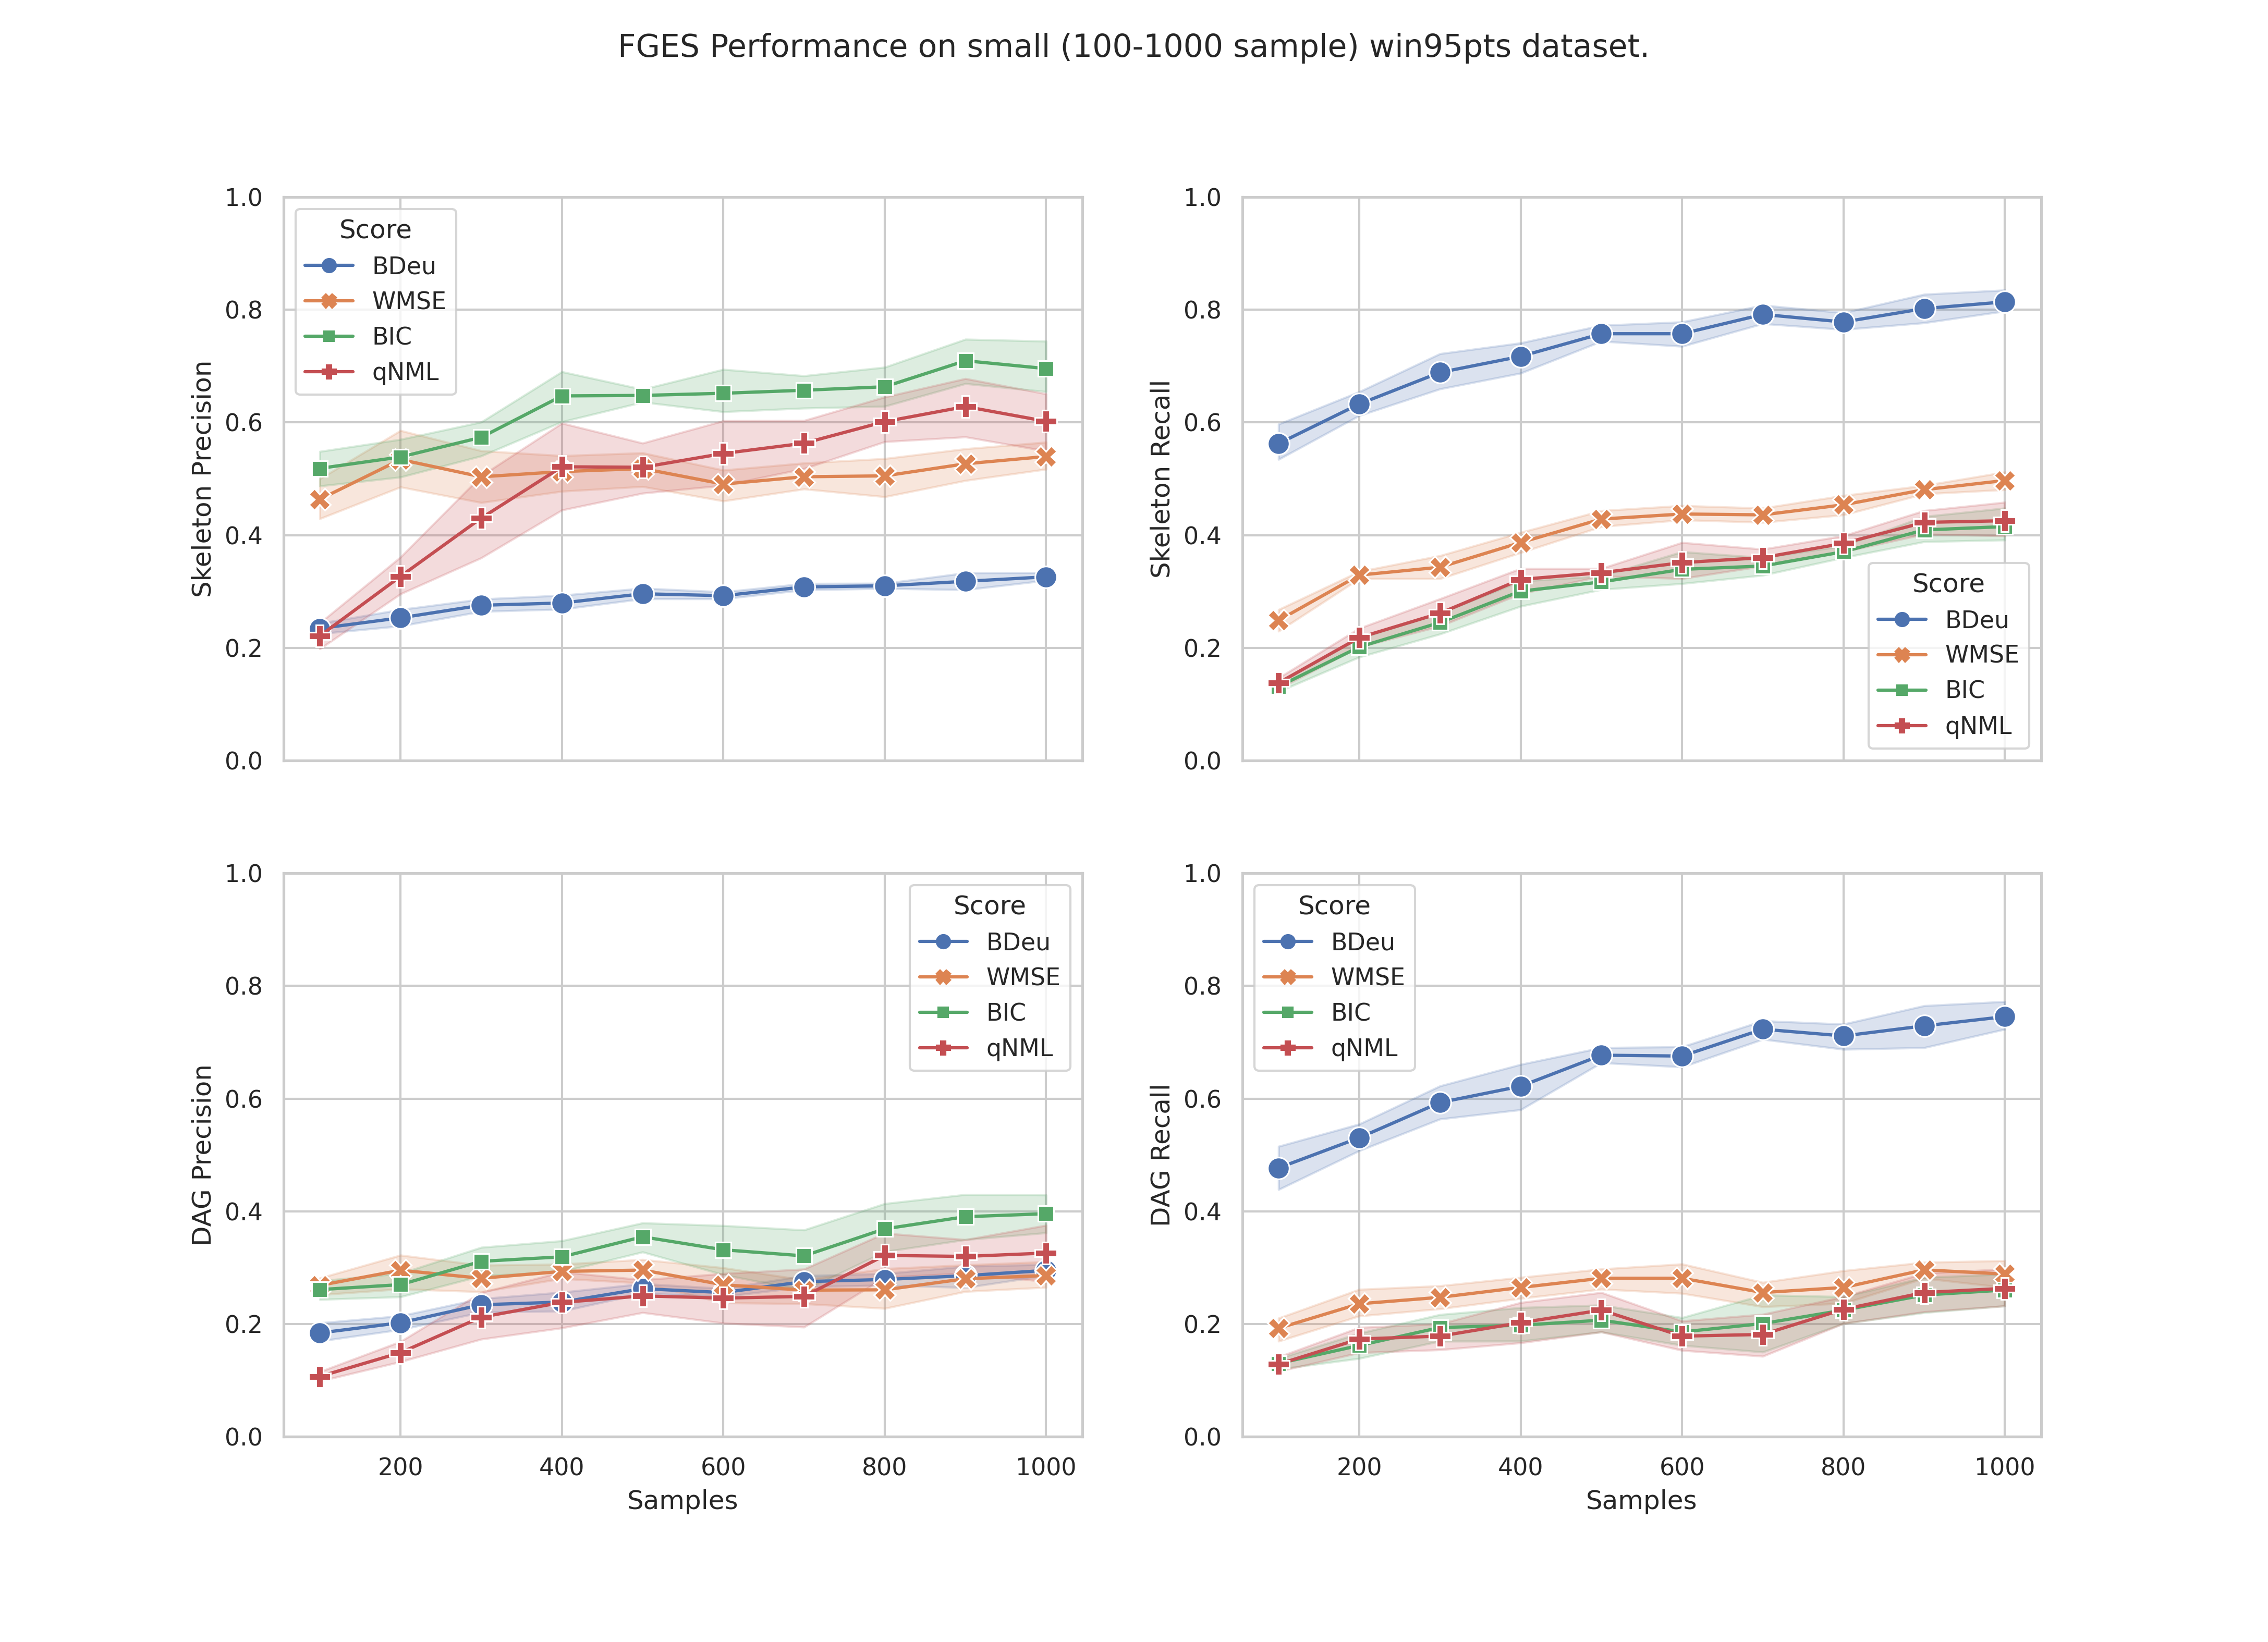 FGES Performance on small (100-1000 sample) win95pts dataset.
Skeleton Precision
1.0
0.8
0.6
0.4
0.2
0.0
Score
BDeu
WMSE
BIC
qNML
Skeleton Recall
1.0
0.8
0.6
0.4
0.2
0.0
Score
BDeu
WMSE
BIC
qNML
DAG Precision
1.0
0.8
0.6
0.4
0.2
0.0
Score
BDeu
WMSE
BIC
qNML
200 400 600 800 1000
Samples
DAG Recall
1.0
0.8
0.6
0.4
0.2
0.0
Score
BDeu
WMSE
BIC
qNML
200 400 600 800 1000
Samples